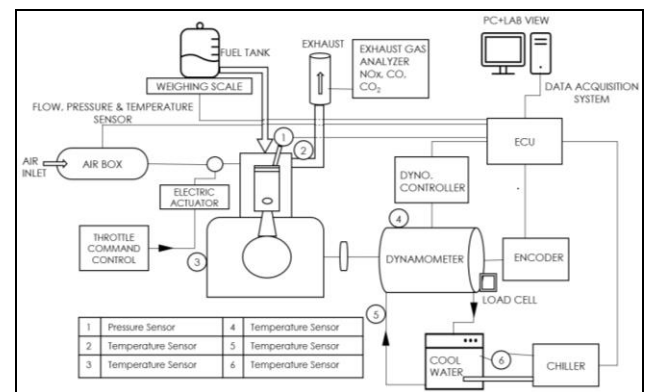 FUEL TANK
WEIGHING SCALE
EXHAUST
EXHAUST GAS
ANALYZER
NOx, CO,
CO2
PC+LAB VIEW
DATA ACQUISITION
SYSTEM
FLOW, PRESSURE & TEMPERATURE
SENSOR
ECU
AIR
INLET
AIR BOX
1
2
ELECTRIC
ACTUATOR
DYNO.
CONTROLLER
THROTTLE
COMMAND
CONTROL
3
4
DYNAMOMETER
ENCODER
LOAD CELL
5
COOL
WATER
6
CHILLER
1 Pressure Sensor 4 Temperature Sensor
2 Temperature Sensor 5 Temperature Sensor
3 Temperature Sensor 6 Temperature Sensor